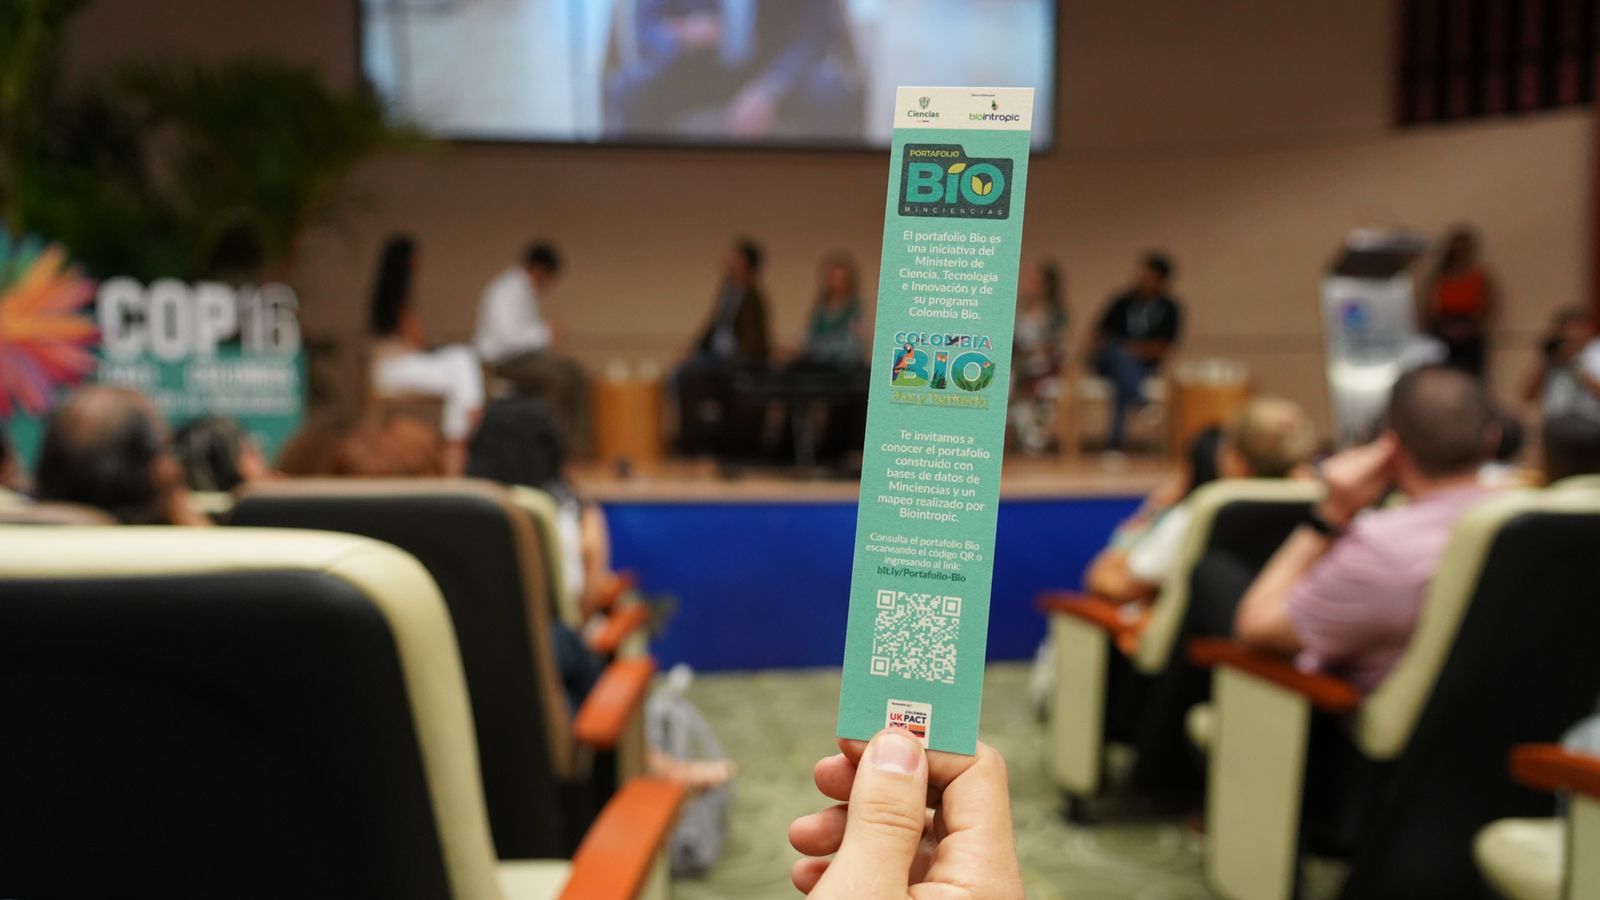 Ciencias
biointropic
PORTAFOLIO
BIO
MINCIENCIAS
El portafolio Bio es
una iniciativa del
Ministerio de
Ciencia, Tecnología
e Innovación y de
su programa
Colombia Bio.
COLOMBIA
BIO
Te invitamos a
conocer el portafolio
construido con
bases de datos de
Minciencias y un
mapeo realizado por
Biointropic.
Consulta el portafolio Bio
escaneando el código QR o
ingresando al link:
bit.ly/Portafolio-Bio
COLOMBIA
UK PACT
COP16